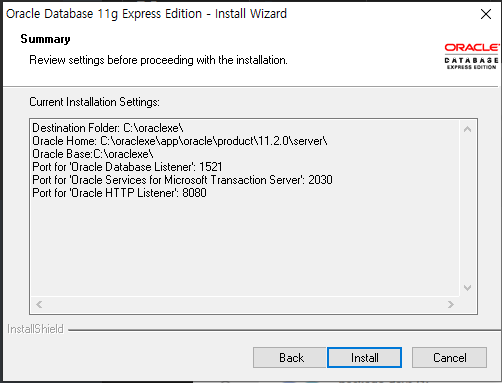 Oracle Database 11g Express Edition - Install Wizard
Summary
Review settings before proceeding with the installation.
ORACLE
DATABASE
EXPRESS EDITION
Current Installation Settings:
Destination Folder: C:\oraclexe\
Oracle Home: C:\oraclexe\app\oracle\product\11.2.0\server\
Oracle Base:C:\oraclexe\
Port for 'Oracle Database Listener': 1521
Port for 'Oracle Services for Microsoft Transaction Server': 2030
Port for 'Oracle HTTP Listener': 8080
InstallShield
Back
Install
Cancel